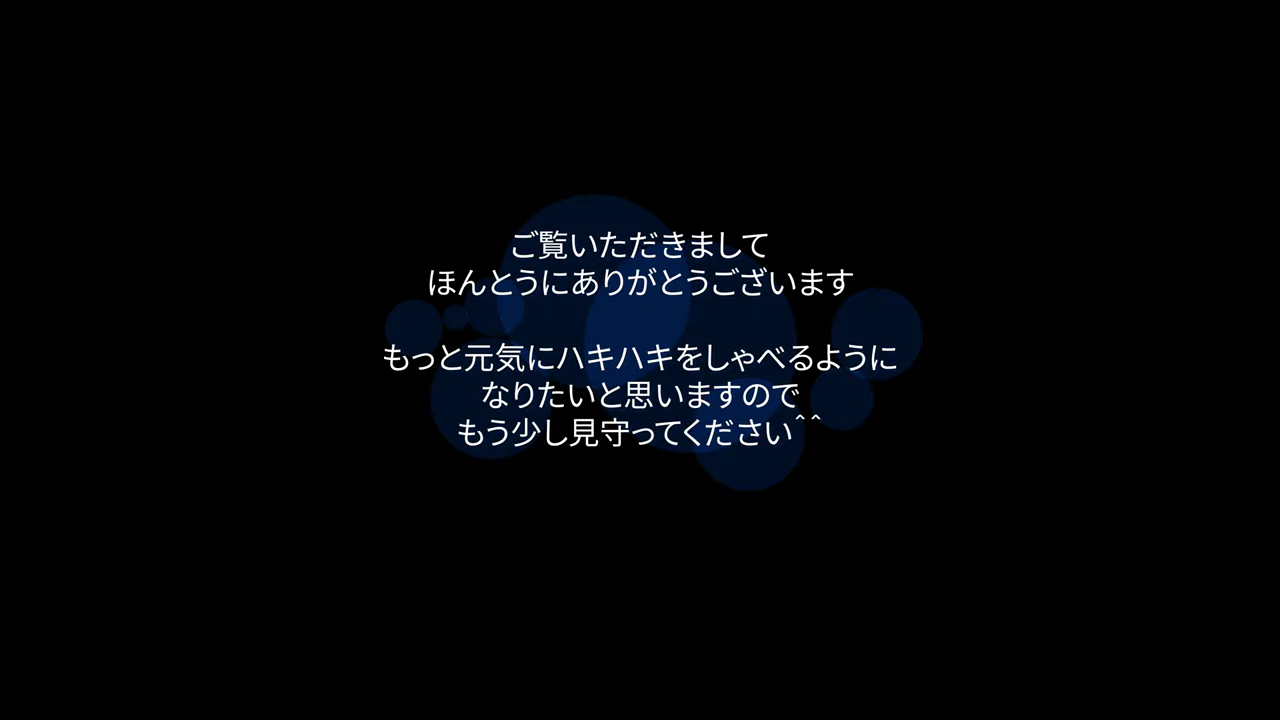 ご覧いただきまして
ほんとうにありがとうございます
もっと元気にハキハキをしゃべるように
なりたいと思いますので
もう少し見守ってください^^